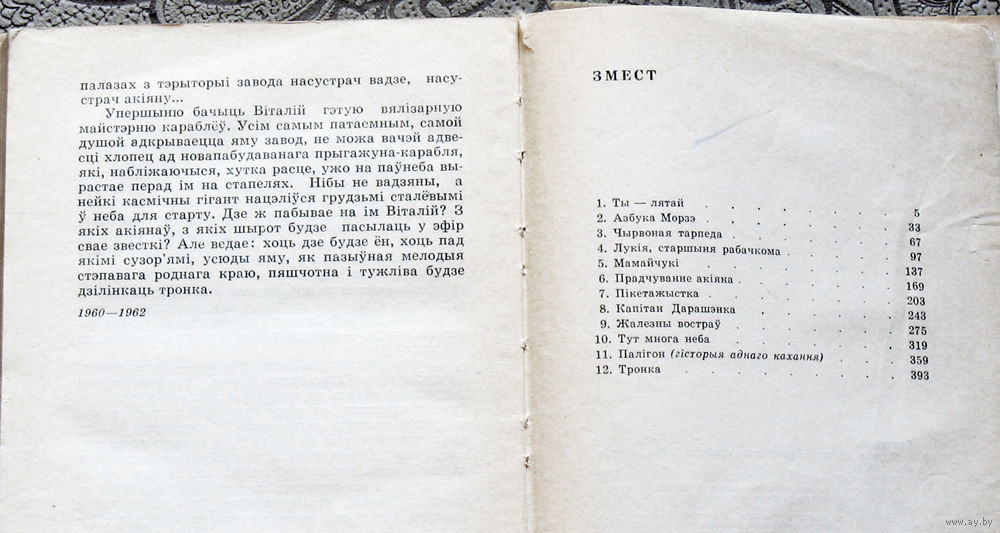 палазах з тэрыторыі завода насустрач вадзе, насу-
страч акіяну...
Упершыню бачыць Віталій гэтую вялізарную
майстэрню караблёў. Усім самым патаемным, самой
душой адкрываецца яму завод, не можа вачэй адве-
сці хлопец ад новапабудаванага прыгажуна-карабля,
які, набліжаючыся, хутка расце, ужо на паўнеба вы-
растае перад ім на стапелях. Нібы не вадзяны, а
нейкі касмічны гігант нацэліўся грудзьмі сталёвымі
ў неба для старту. Дзе ж пабывае на ім Віталій? З
якіх акіянаў, з якіх шырот будзе пасылаць у эфір
свае звесткі? Але ведае: хоць дзе будзе ён, хоць пад
якімі сузор'ямі, усюды яму, як пазыўная мелодыя
стэпавага роднага краю, пяшчотна і тужліва будзе
дзілінкаць тронка.
1960—1962
ЗМЕСТ
1. Ты — лятай . . . . . . . 5
2. Азбука Морзэ . . . . . . . 33
3. Чырвоная тарпеда . . . . . . . 67
4. Лукія, старшыня рабачкома . . . . . 97
5. Мамайчукі . . . . . . . 137
6. Прадчуванне акіяна . . . . . . . 169
7. Пікетажыстка . . . . . . . 203
8. Капітан Дарашэнка . . . . . . 243
9. Жалезны востраў . . . . . . 275
10. Тут многа неба . . . . . . 319
11. Палігон (гісторыя аднаго кахання) . . . 359
12. Тронка . . . . . . . 393
www.ay.by